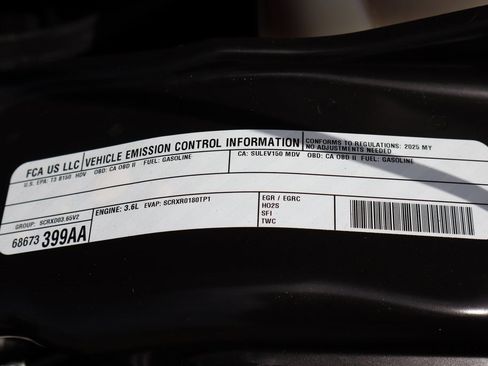 FCA US LLC
VEHICLE EMISSION CONTROL INFORMATION
CONFORMS TO REGULATIONS: 2025 MY
NO ADJUSTMENTS NEEDED
U.S. EPA: T3 B150 MDV OBD: CA OBD II FUEL: GASOLINE
CA: SULEV150 MDV OBD: CA OBD II FUEL: GASOLINE
GROUP: SCRXD03.65V2
ENGINE: 3.6L EVAP: SCRXR0180TP1
EGR / EGRC
HO2S
SFI
TWC
68673 399AA